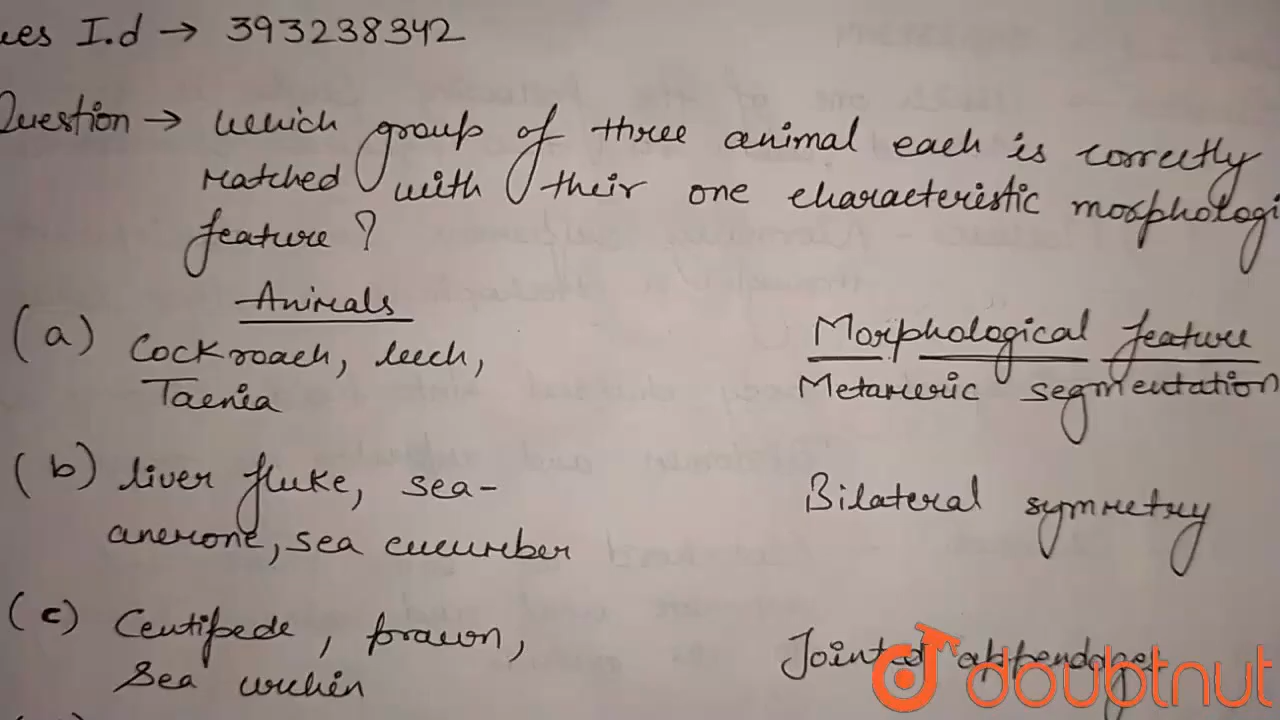 ues I.d → 393238342
Question → which group of three animal each is correctly
matched with their one characteristic morphologi
feature ?
Animals
Morphological feature
(a) Cockroach, leech,
Taenia
Metameric segmentation
(b) liver fluke, sea-
anemone, sea cucumber
Bilateral symmetry
(c) Centipede, prawn,
Sea urchin
Jointed appendages
doubtnut